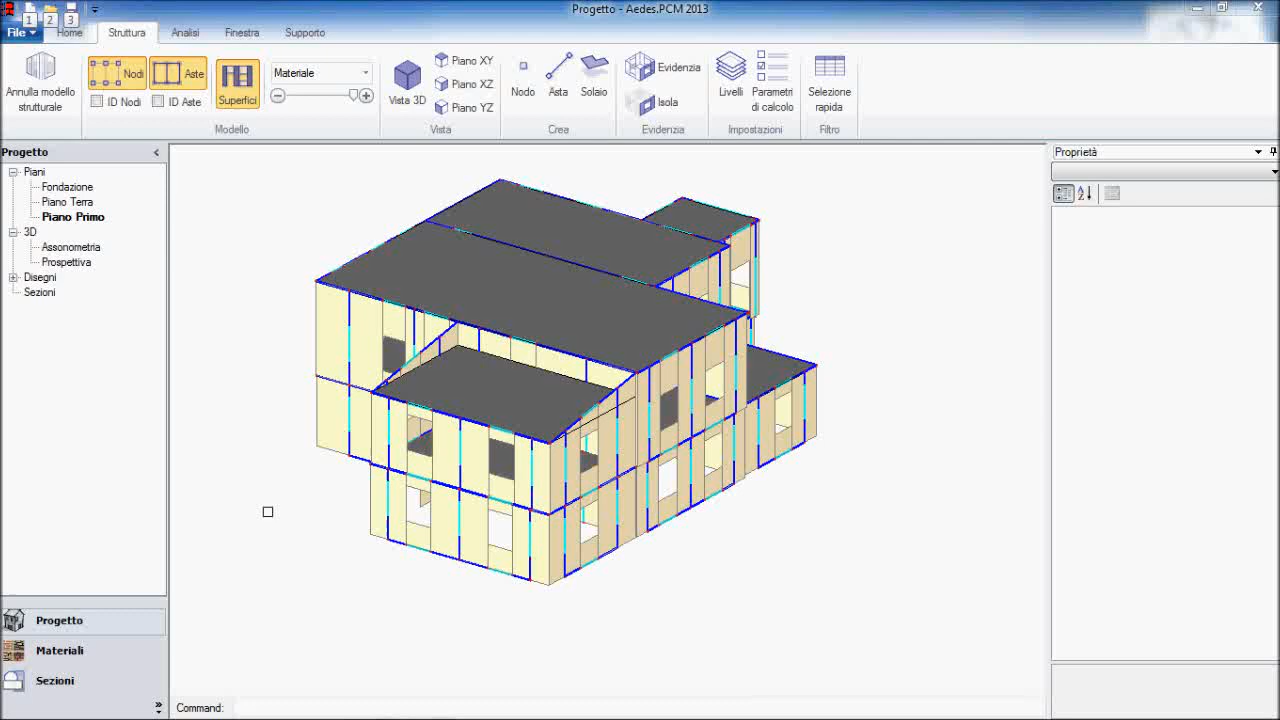 Progetto - Aedes.PCM 2013
1 2 3
File Home Struttura Analisi Finestra Supporto
Annulla modello strutturale
Nodi Aste
ID Nodi ID Aste
Superfici
Materiale
Modello
Vista 3D
Piano XY
Piano XZ
Piano YZ
Vista
Nodo Asta Solaio
Crea
Evidenzia
Isola
Evidenzia
Livelli Parametri di calcolo
Impostazioni
Selezione rapida
Filtro
Progetto
Piani
Fondazione
Piano Terra
Piano Primo
3D
Assonometria
Prospettiva
Disegni
Sezioni
Progetto
Materiali
Sezioni
Command:
Proprietà